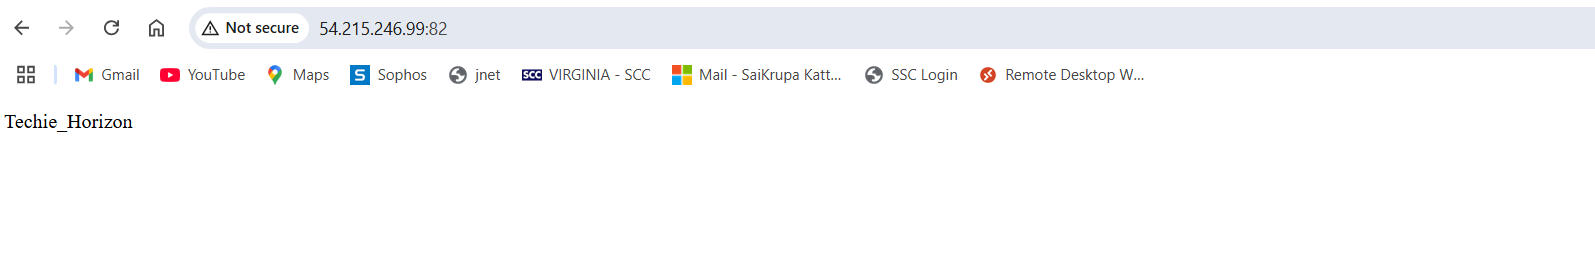 Not secure 54.215.246.99:82
Gmail YouTube Maps S Sophos jnet SCC VIRGINIA - SCC Mail - SaiKrupa Katt... SSC Login Remote Desktop W...
Techie_Horizon